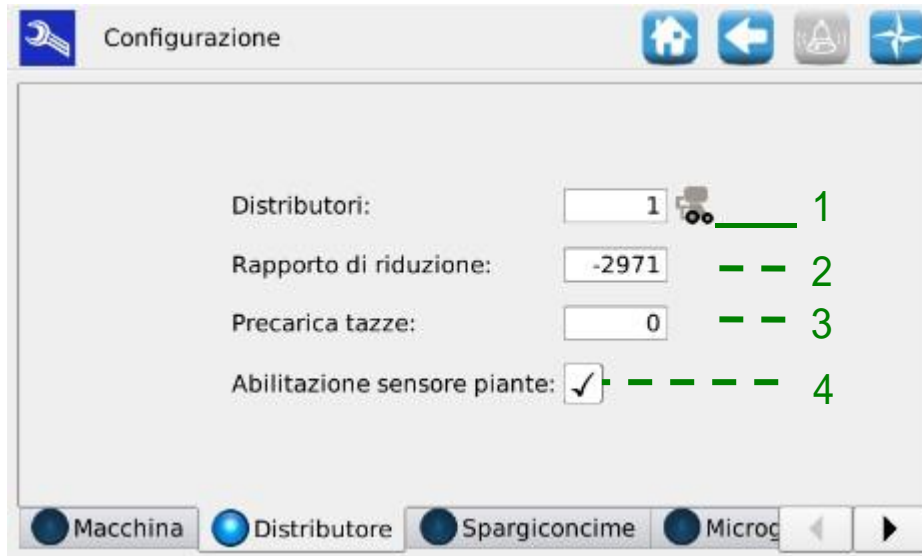 Configurazione
Distributori: 1 1
Rapporto di riduzione: -2971 2
Precarica tazze: 0 3
Abilitazione sensore piante: ✓ 4
Macchina Distributore Spargiconcime Microg